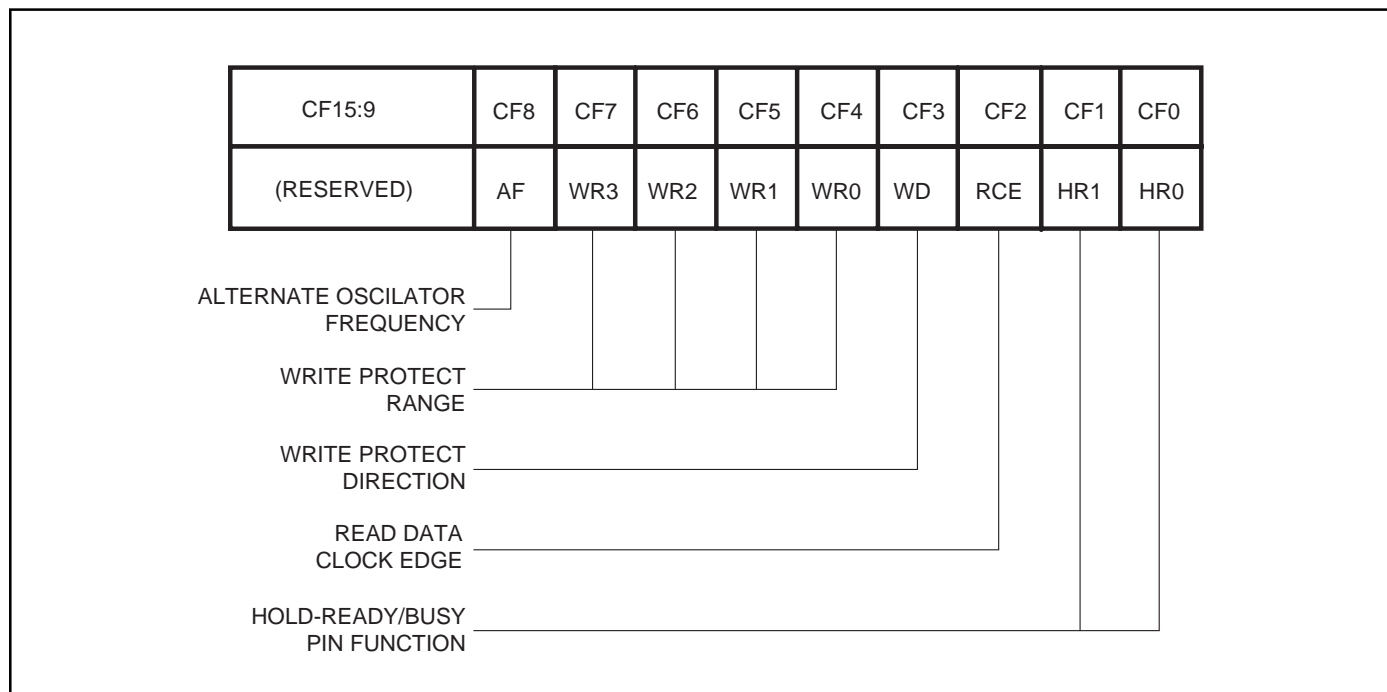 CF15:9 CF8 CF7 CF6 CF5 CF4 CF3 CF2 CF1 CF0
(RESERVED) AF WR3 WR2 WR1 WR0 WD RCE HR1 HR0
ALTERNATE OSCILATOR
FREQUENCY
WRITE PROTECT
RANGE
WRITE PROTECT
DIRECTION
READ DATA
CLOCK EDGE
HOLD-READY/BUSY
PIN FUNCTION